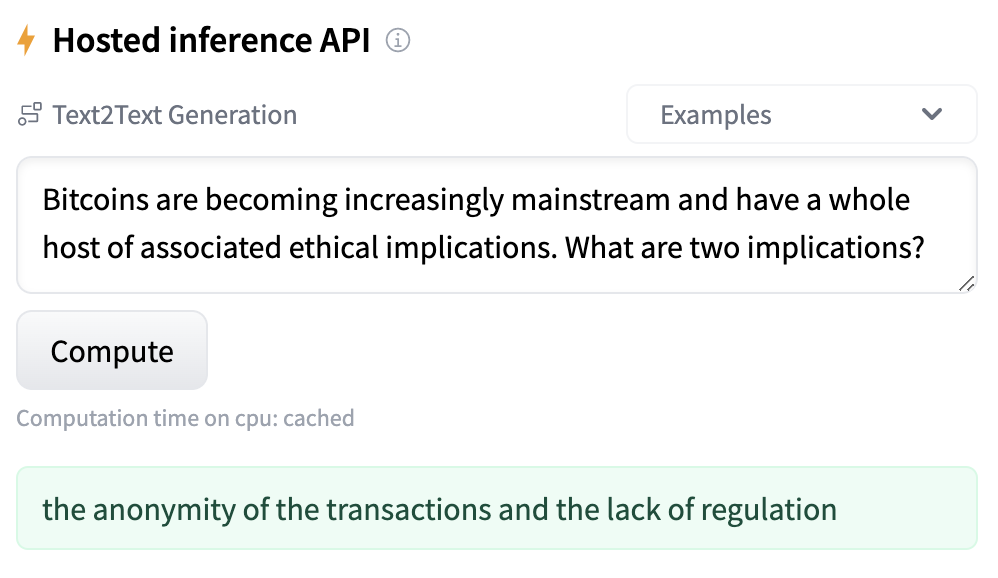 Hosted inference API
Text2Text Generation
Examples
Bitcoins are becoming increasingly mainstream and have a whole
host of associated ethical implications. What are two implications?
Compute
Computation time on cpu: cached
the anonymity of the transactions and the lack of regulation